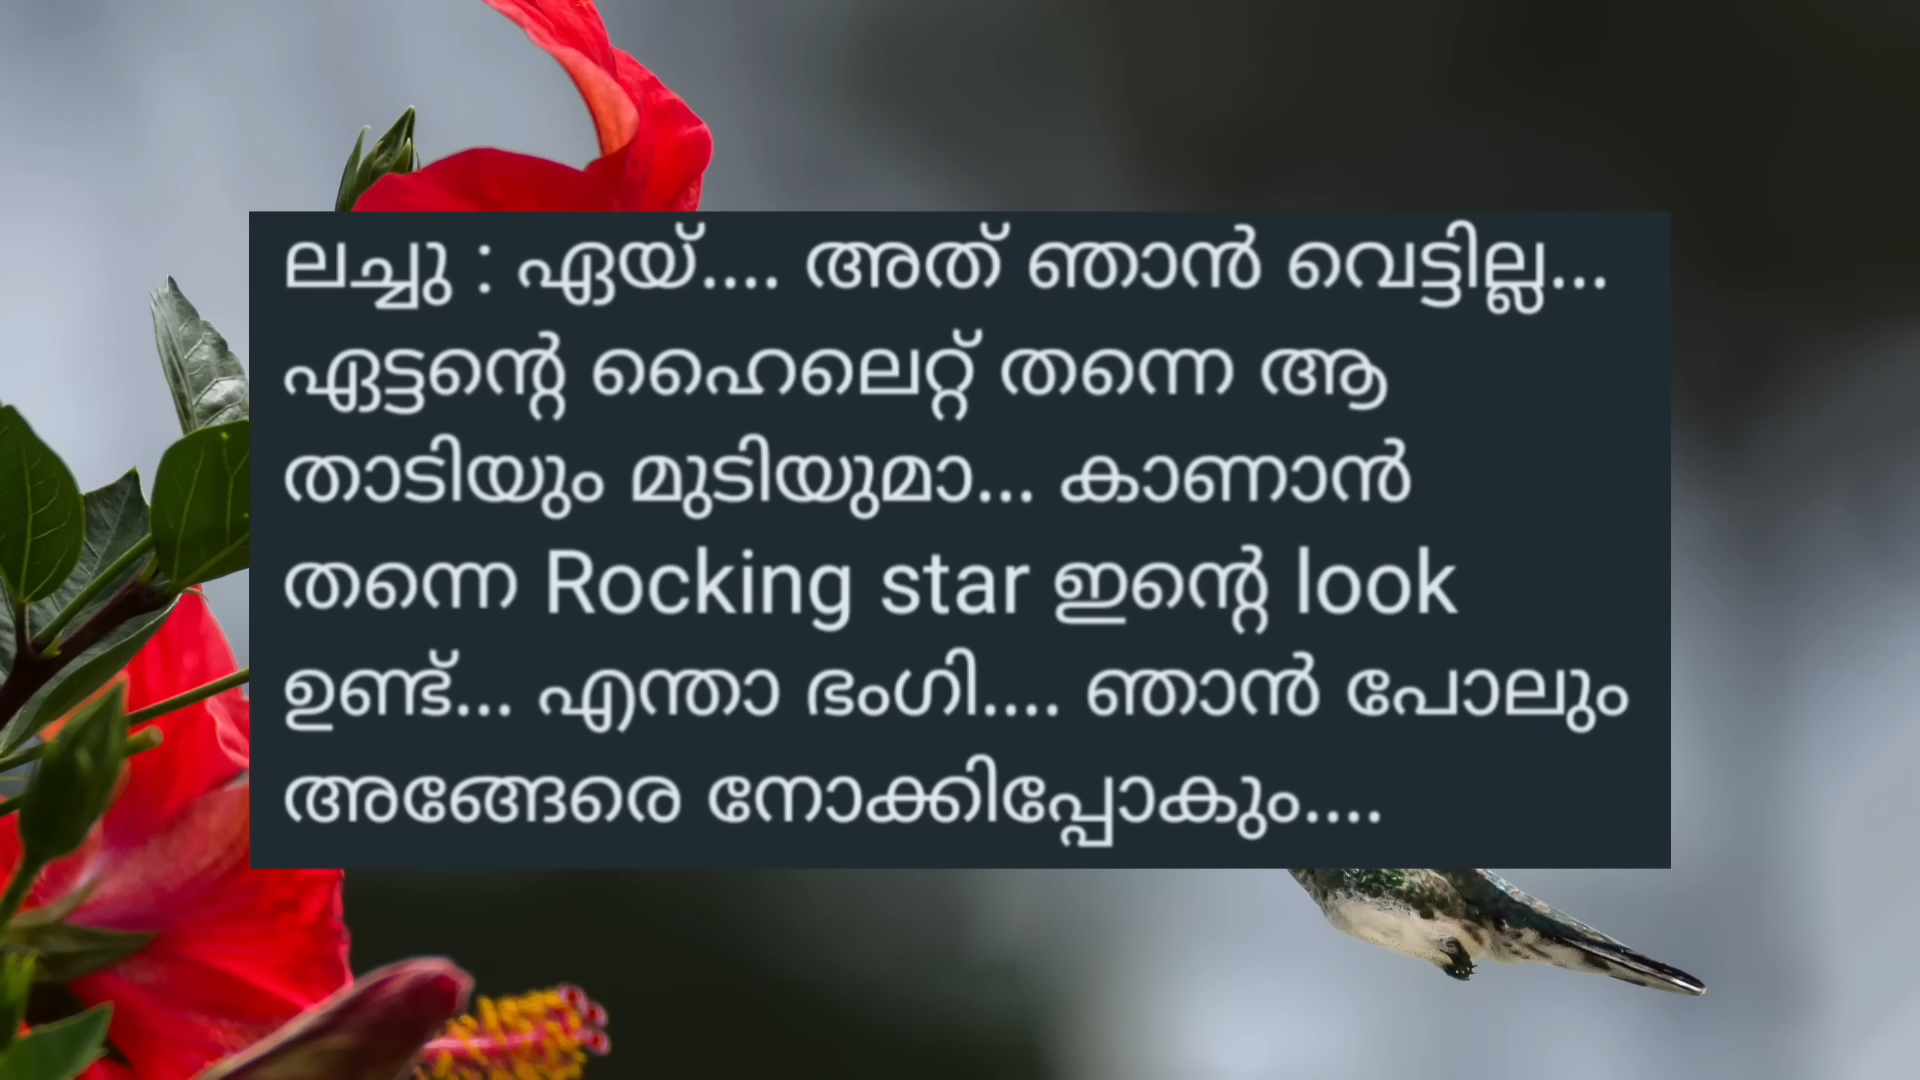 ലച്ചു : ഏയ്.... അത് ഞാൻ വെട്ടില്ല...
ഏട്ടന്റെ ഹൈലെറ്റ് തന്നെ ആ
താടിയും മുടിയുമാ... കാണാൻ
തന്നെ Rocking star ഇന്റെ look
ഉണ്ട്... എന്താ ഭംഗി.... ഞാൻ പോലും
അങ്ങേരെ നോക്കിപ്പോകും....